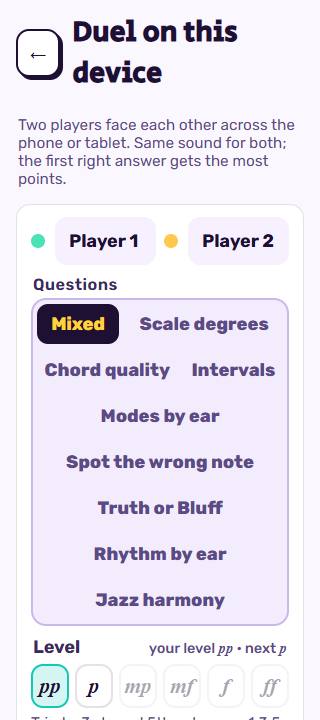 ←
Duel on this
device
Two players face each other across the
phone or tablet. Same sound for both;
the first right answer gets the most
points.
Player 1 Player 2
Questions
Mixed Scale degrees
Chord quality Intervals
Modes by ear
Spot the wrong note
Truth or Bluff
Rhythm by ear
Jazz harmony
Level your level pp · next p
pp p mp mf f ff